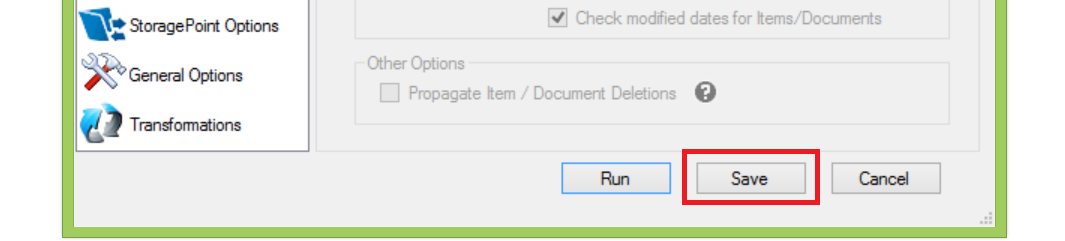 StoragePoint Options
General Options
Transformations
Check modified dates for Items/Documents
Other Options
Propagate Item / Document Deletions ?
Run Save Cancel